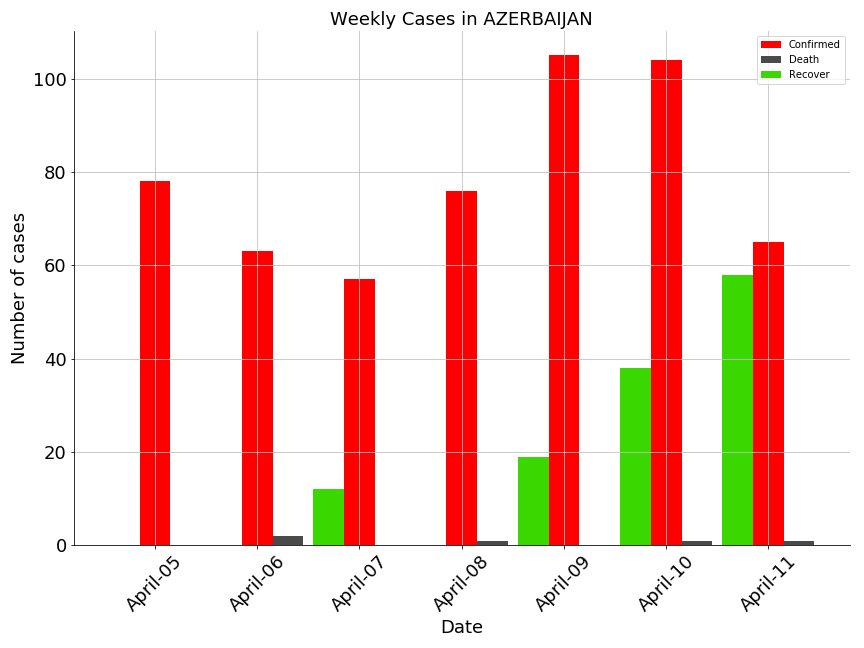 Weekly Cases in AZERBAIJAN
Confirmed
Death
Recover
Number of cases
100
80
60
40
20
0
April-05
April-06
April-07
April-08
April-09
April-10
April-11
Date